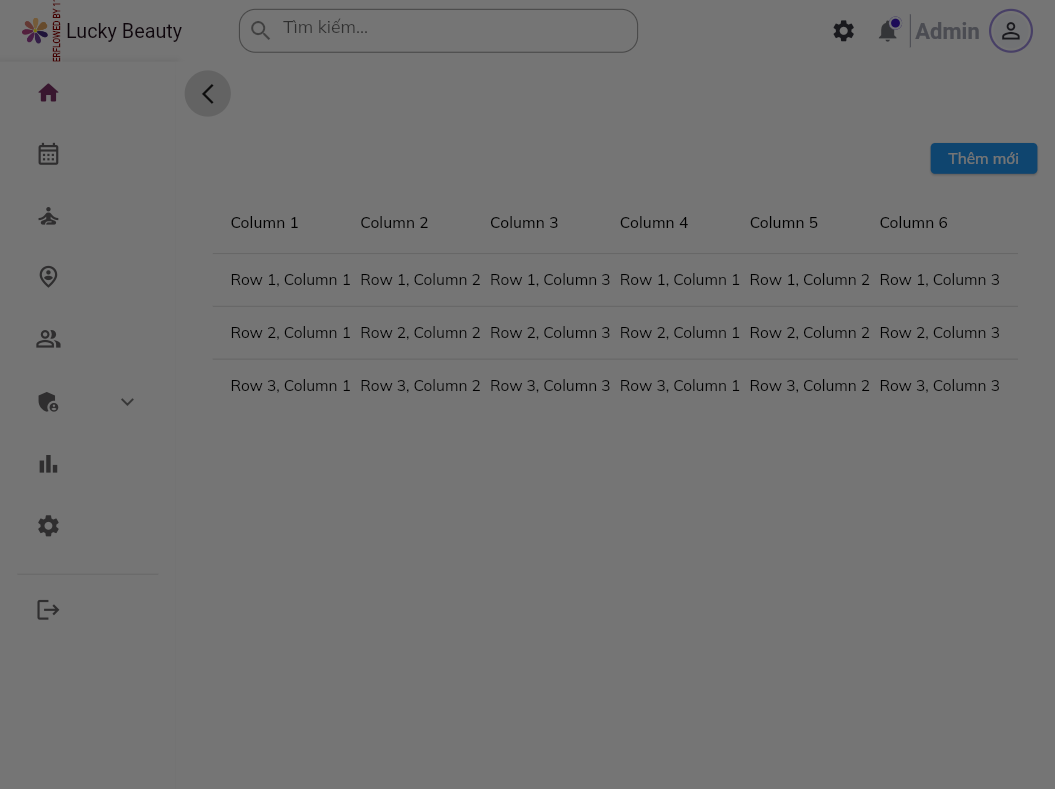 Lucky Beauty
Tìm kiếm...
Admin
Thêm mới
Column 1 Column 2 Column 3 Column 4 Column 5 Column 6
Row 1, Column 1 Row 1, Column 2 Row 1, Column 3 Row 1, Column 1 Row 1, Column 2 Row 1, Column 3
Row 2, Column 1 Row 2, Column 2 Row 2, Column 3 Row 2, Column 1 Row 2, Column 2 Row 2, Column 3
Row 3, Column 1 Row 3, Column 2 Row 3, Column 3 Row 3, Column 1 Row 3, Column 2 Row 3, Column 3